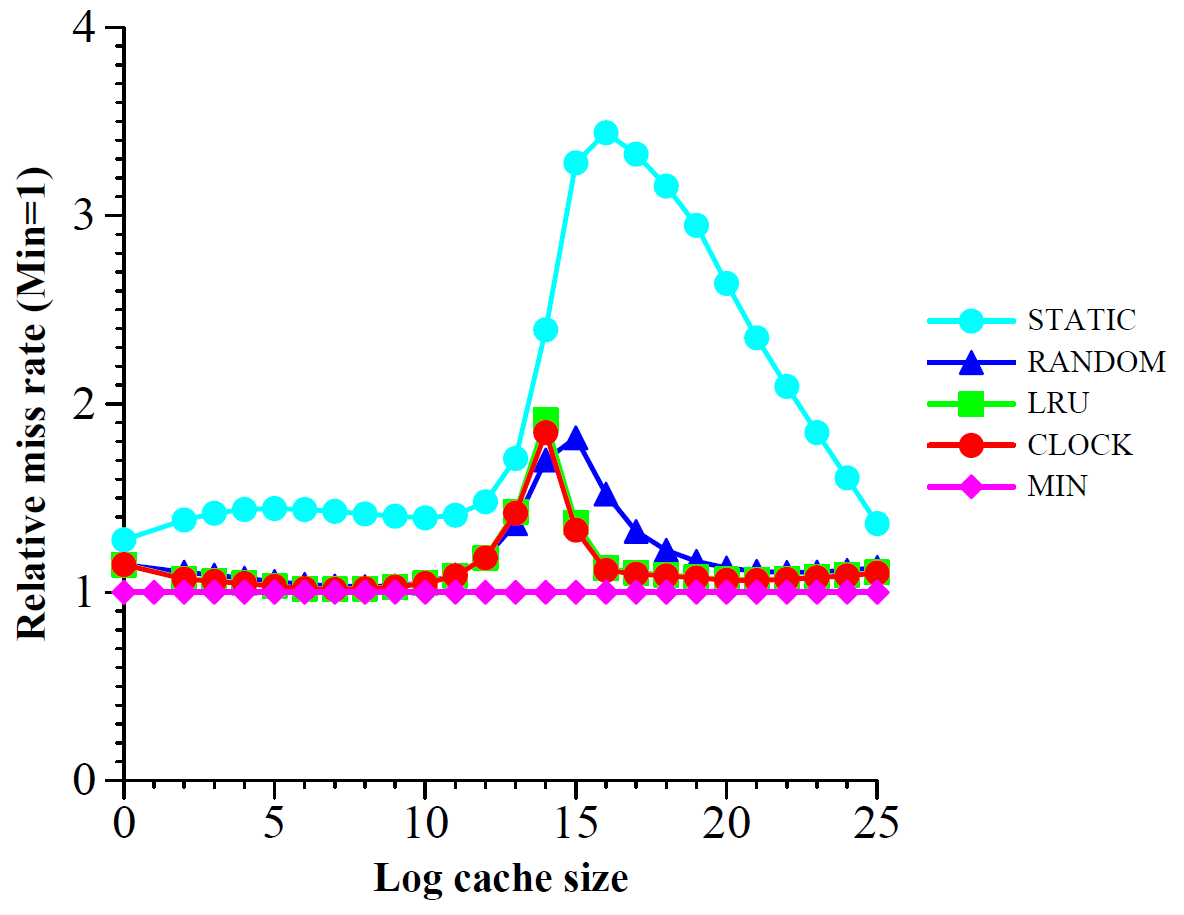 4
3
2
1
0
Relative miss rate (Min=1)
0 5 10 15 20 25
Log cache size
STATIC
RANDOM
LRU
CLOCK
MIN